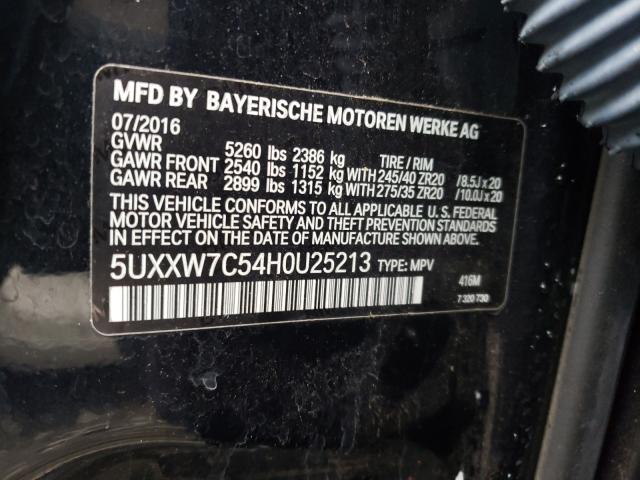 MFD BY BAYERISCHE MOTOREN WERKE AG
07/2016
GVWR 5260 lbs 2386 kg TIRE / RIM
GAWR FRONT 2540 lbs 1152 kg WITH 245/40 ZR20 /8.5J x 20
GAWR REAR 2899 lbs 1315 kg WITH 275/35 ZR20 /10.0J x 20
THIS VEHICLE CONFORMS TO ALL APPLICABLE U. S. FEDERAL
MOTOR VEHICLE SAFETY AND THEFT PREVENTION
STANDARDS IN EFFECT ON THE DATE OF MANUFACTURE
5UXXW7C54H0U25213 TYPE: MPV
416M
7 320 730